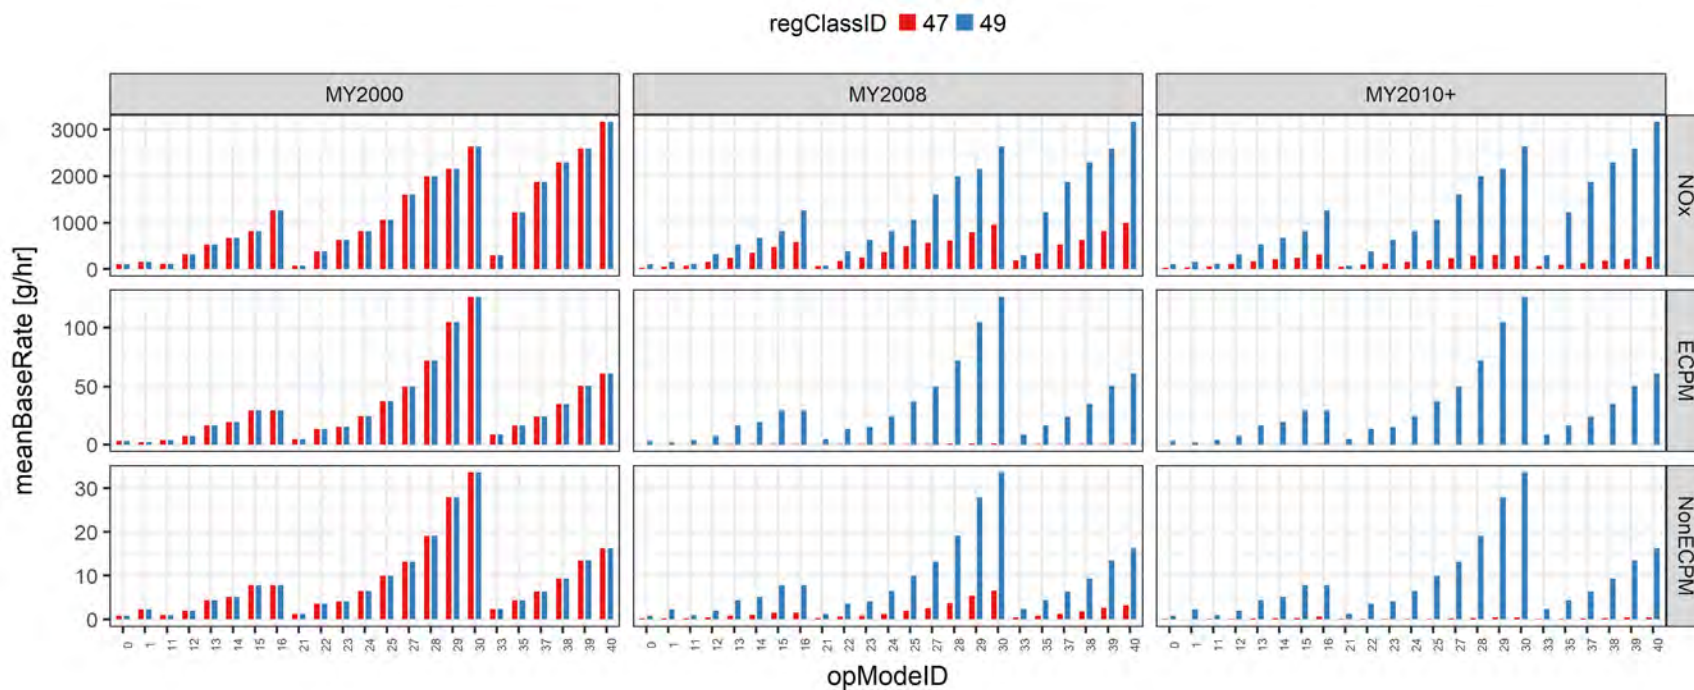 regClassID 47 49
MY2000 MY2008 MY2010+
3000
2000
1000
0
NOx
100
50
0
ECPM
30
20
10
0
NonECPM
meanBaseRate [g/hr]
0 1 11 12 13 14 15 16 21 22 23 24 25 27 28 29 30 33 35 37 38 39 40 0 1 11 12 13 14 15 16 21 22 23 24 25 27 28 29 30 33 35 37 38 39 40 0 1 11 12 13 14 15 16 21 22 23 24 25 27 28 29 30 33 35 37 38 39 40
opModeID